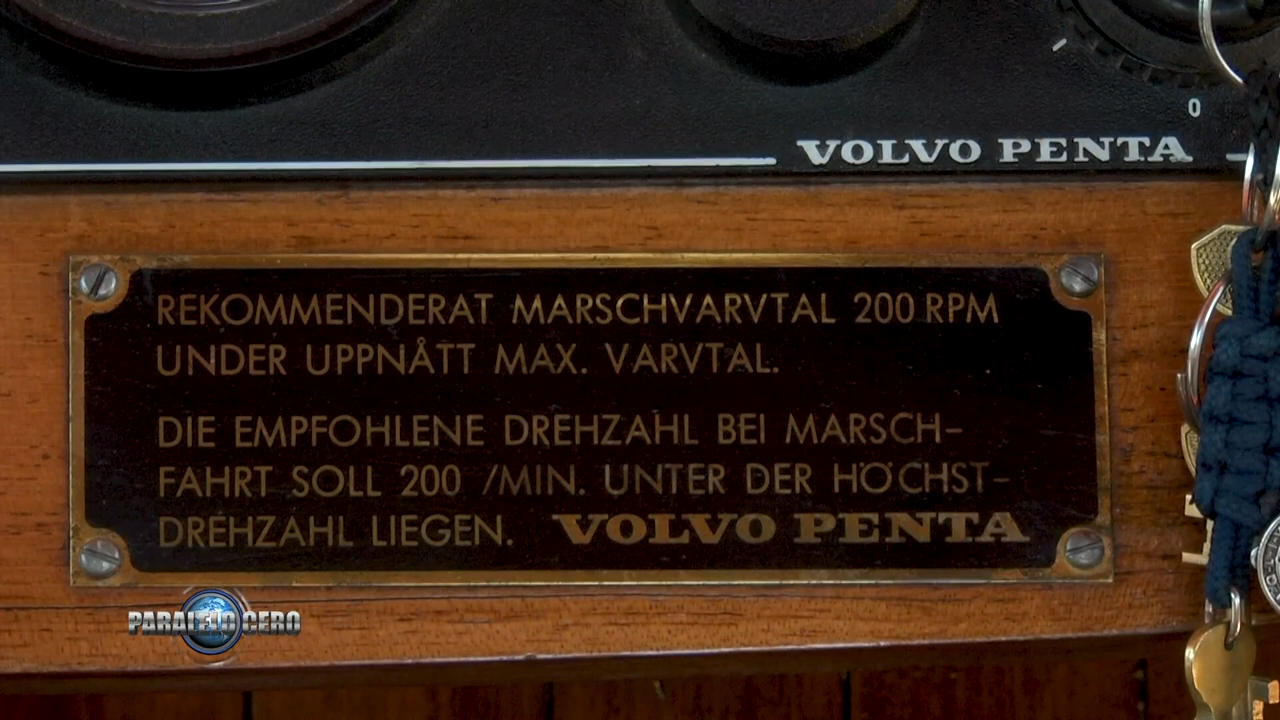 0
VOLVO PENTA
REKOMMENDERAT MARSCHVARVTAL 200 RPM
UNDER UPPNÅTT MAX. VARVTAL.
DIE EMPFOHLENE DREHZAHL BEI MARSCH-
FAHRT SOLL 200 /MIN. UNTER DER HÖCHST-
DREHZAHL LIEGEN. VOLVO PENTA
PARALELO CERO